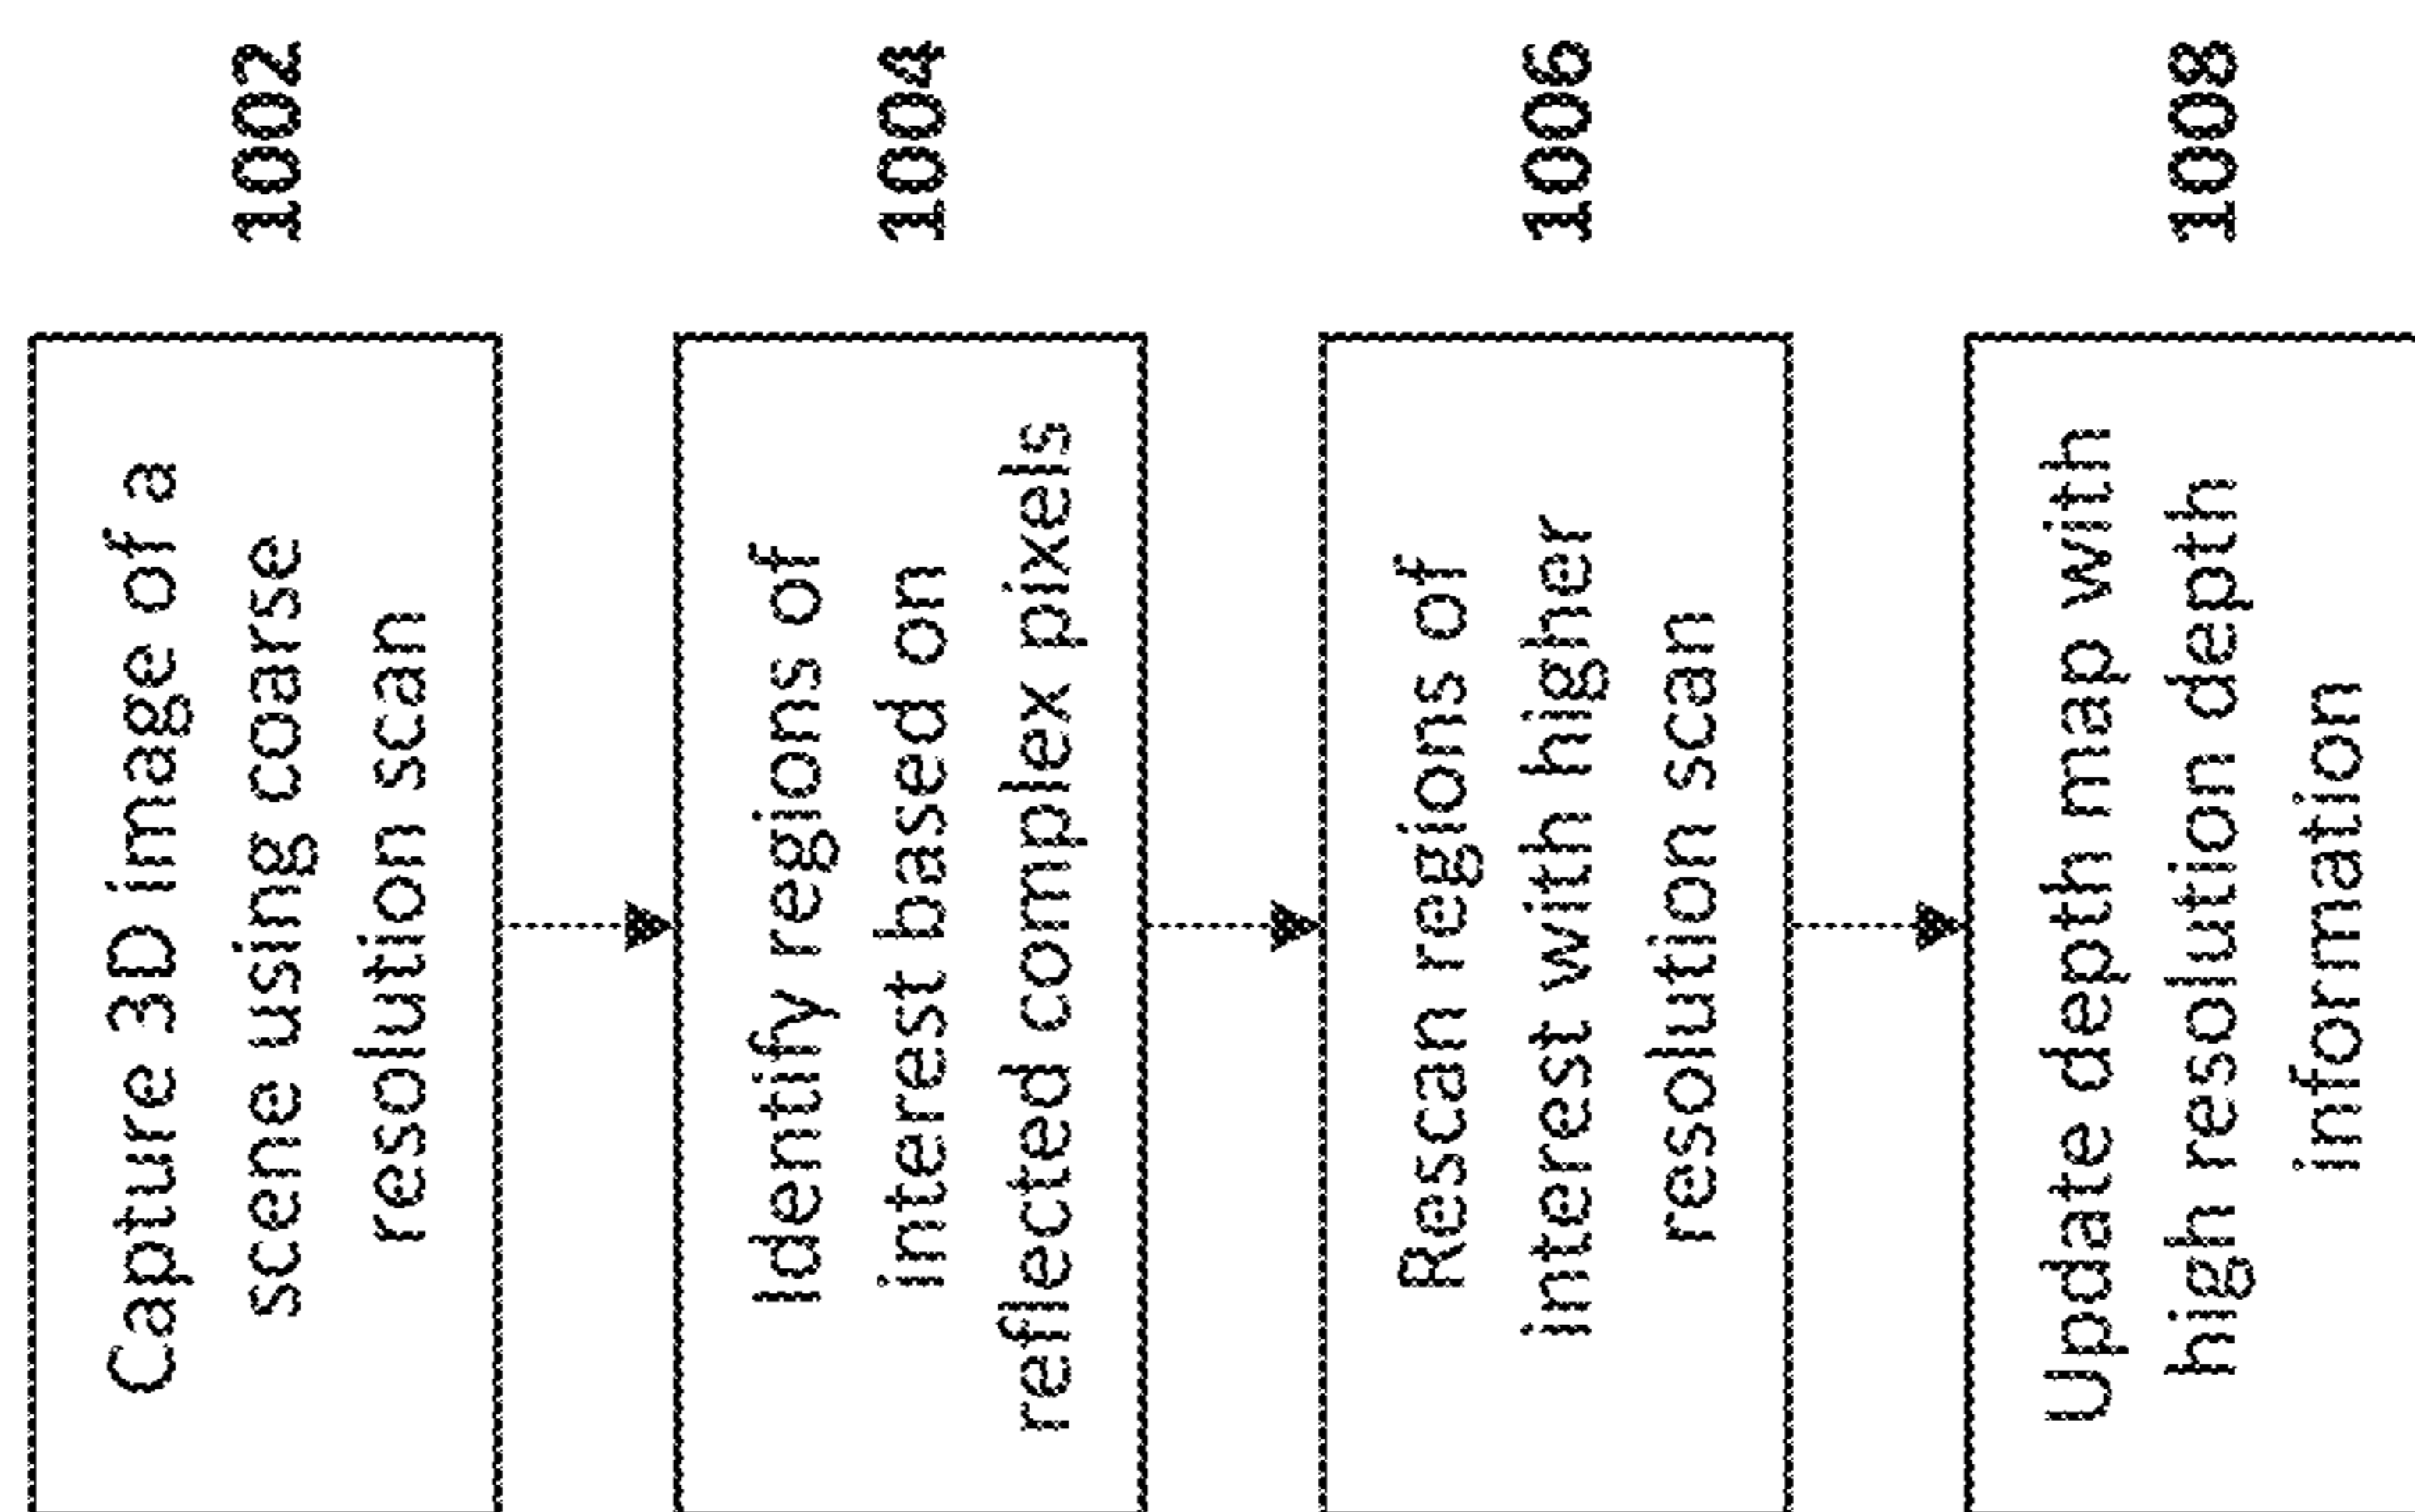 Capture 3D image of a
scene using coarse
resolution scan
1002
Identify regions of
interest based on
reflected complex pixels
1004
Rescan regions of
interest with higher
resolution scan
1006
Update depth map with
high resolution depth
information
1008